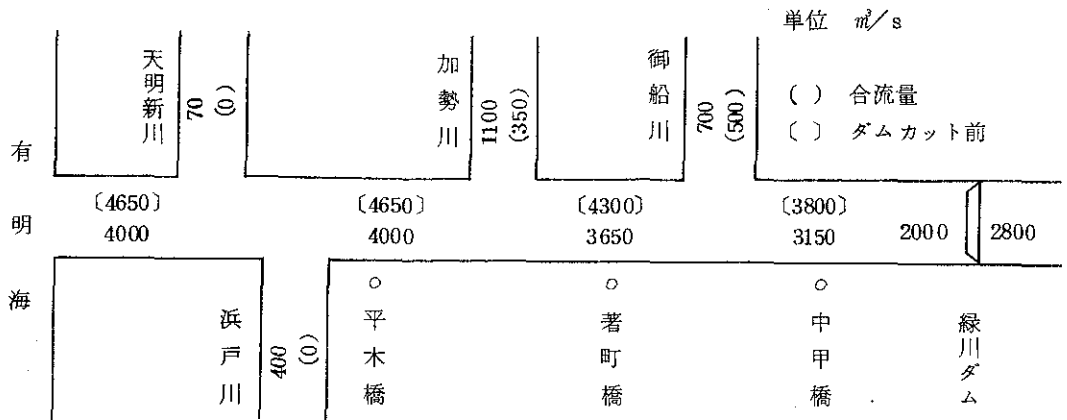 単位 m³/s
( ) 合流量
〔 〕 ダムカット前
有明海
天明新川
70
(0)
加勢川
1100
(350)
御船川
700
(500)
〔4650〕
4000
〔4650〕
4000
〔4300〕
3650
〔3800〕
3150
2000
2800
浜戸川
400
(0)
平木橋
著町橋
中甲橋
緑川ダム